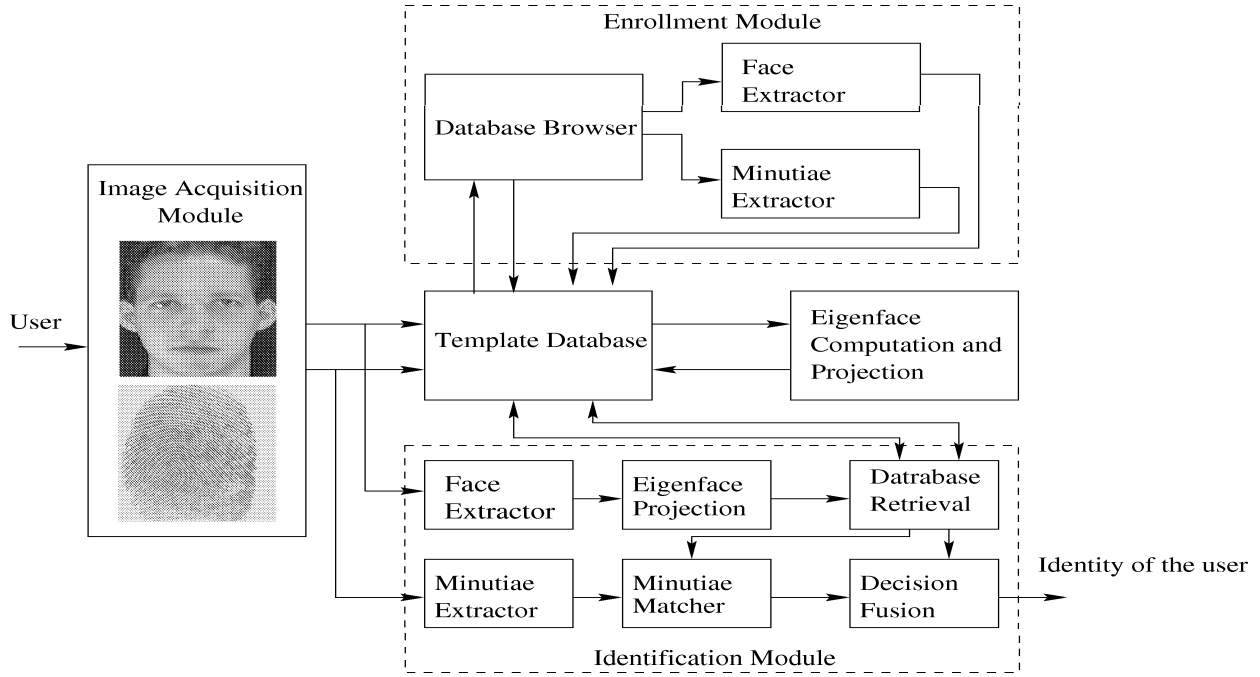 Enrollment Module
Face
Extractor
Database Browser
Minutiae
Extractor
Image Acquisition
Module
User
Template Database
Eigenface
Computation and
Projection
Face
Extractor
Eigenface
Projection
Datrabase
Retrieval
Minutiae
Extractor
Minutiae
Matcher
Decision
Fusion
Identity of the user
Identification Module